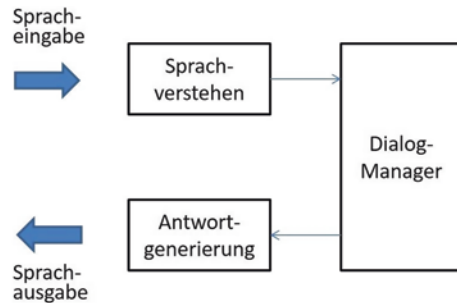 Sprach-
eingabe
Sprach-
verstehen
Dialog-
Manager
Antwort-
generierung
Sprach-
ausgabe